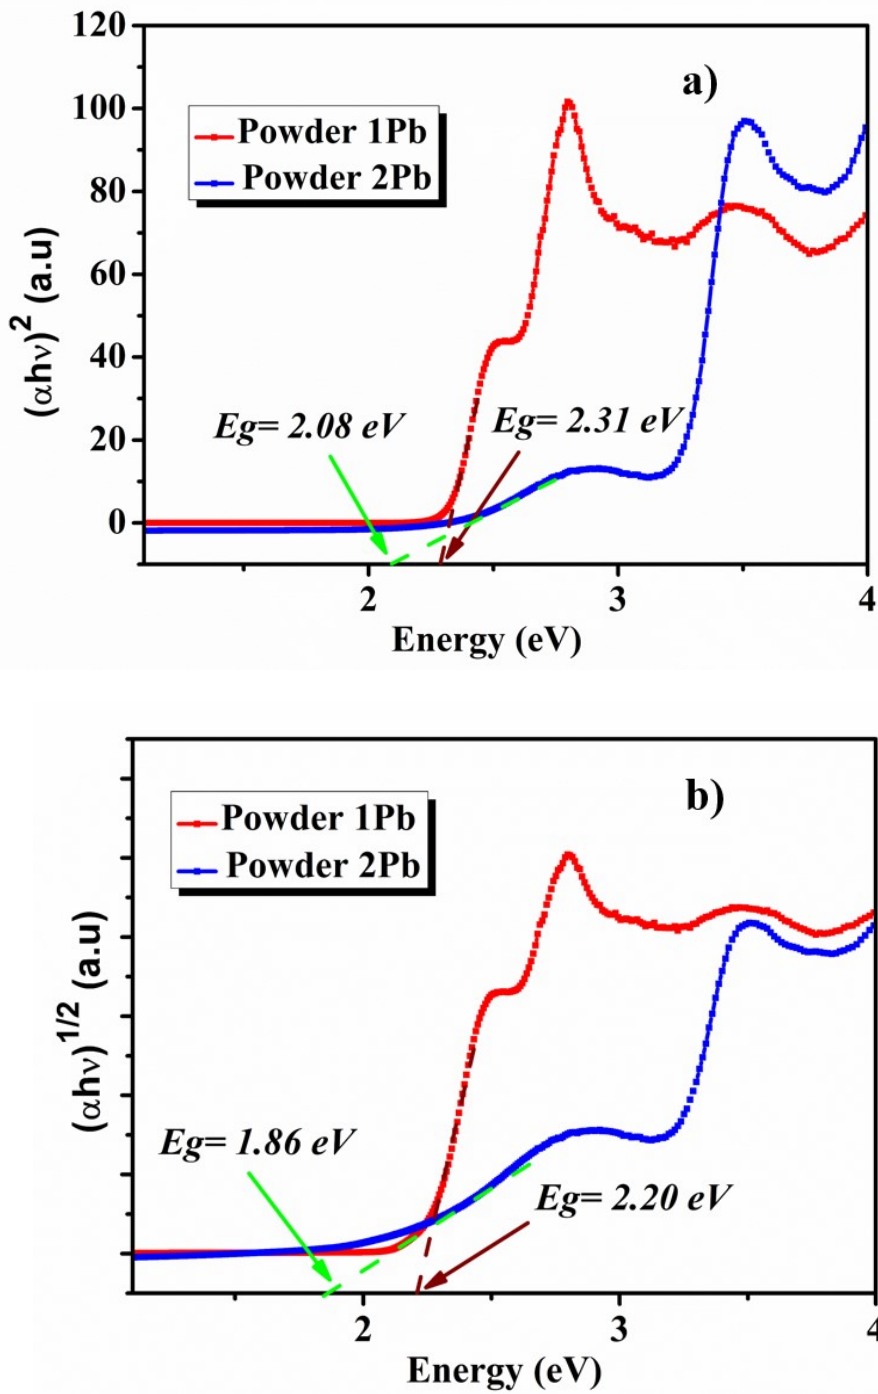 120
a)
100
Powder 1Pb
Powder 2Pb
80
60
40
Eg= 2.08 eV
Eg= 2.31 eV
20
0
(αhν)² (a.u)
2
3
4
Energy (eV)
b)
Powder 1Pb
Powder 2Pb
(αhν)^1/2 (a.u)
Eg= 1.86 eV
Eg= 2.20 eV
2
3
4
Energy (eV)